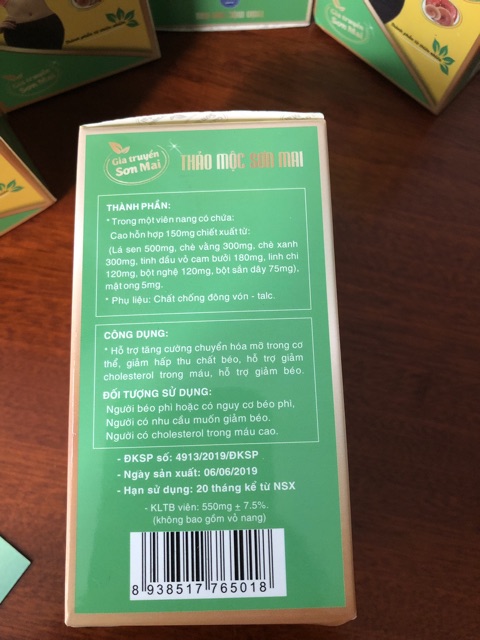 Gia truyền
Sơn Mai
THẢO MỘC SƠN MAI
THÀNH PHẦN:
* Trong một viên nang có chứa:
Cao hỗn hợp 150mg chiết xuất từ:
(Lá sen 500mg, chè vằng 300mg, chè xanh
300mg, tinh dầu vỏ cam bưởi 180mg, linh chi
120mg, bột nghệ 120mg, bột sắn dây 75mg),
mật ong 5mg.
* Phụ liệu: Chất chống đông vón - talc.
CÔNG DỤNG:
* Hỗ trợ tăng cường chuyển hóa mỡ trong cơ
thể, giảm hấp thu chất béo, hỗ trợ giảm
cholesterol trong máu, hỗ trợ giảm béo.
ĐỐI TƯỢNG SỬ DỤNG:
Người béo phì hoặc có nguy cơ béo phì,
Người có nhu cầu muốn giảm béo.
Người có cholesterol trong máu cao.
- ĐKSP số: 4913/2019/ĐKSP
- Ngày sản xuất: 06/06/2019
- Hạn sử dụng: 20 tháng kể từ NSX
- KLTB viên: 550mg ± 7.5%.
(không bao gồm vỏ nang)
8 938517 765018
Gia truyền
Sơn Mai